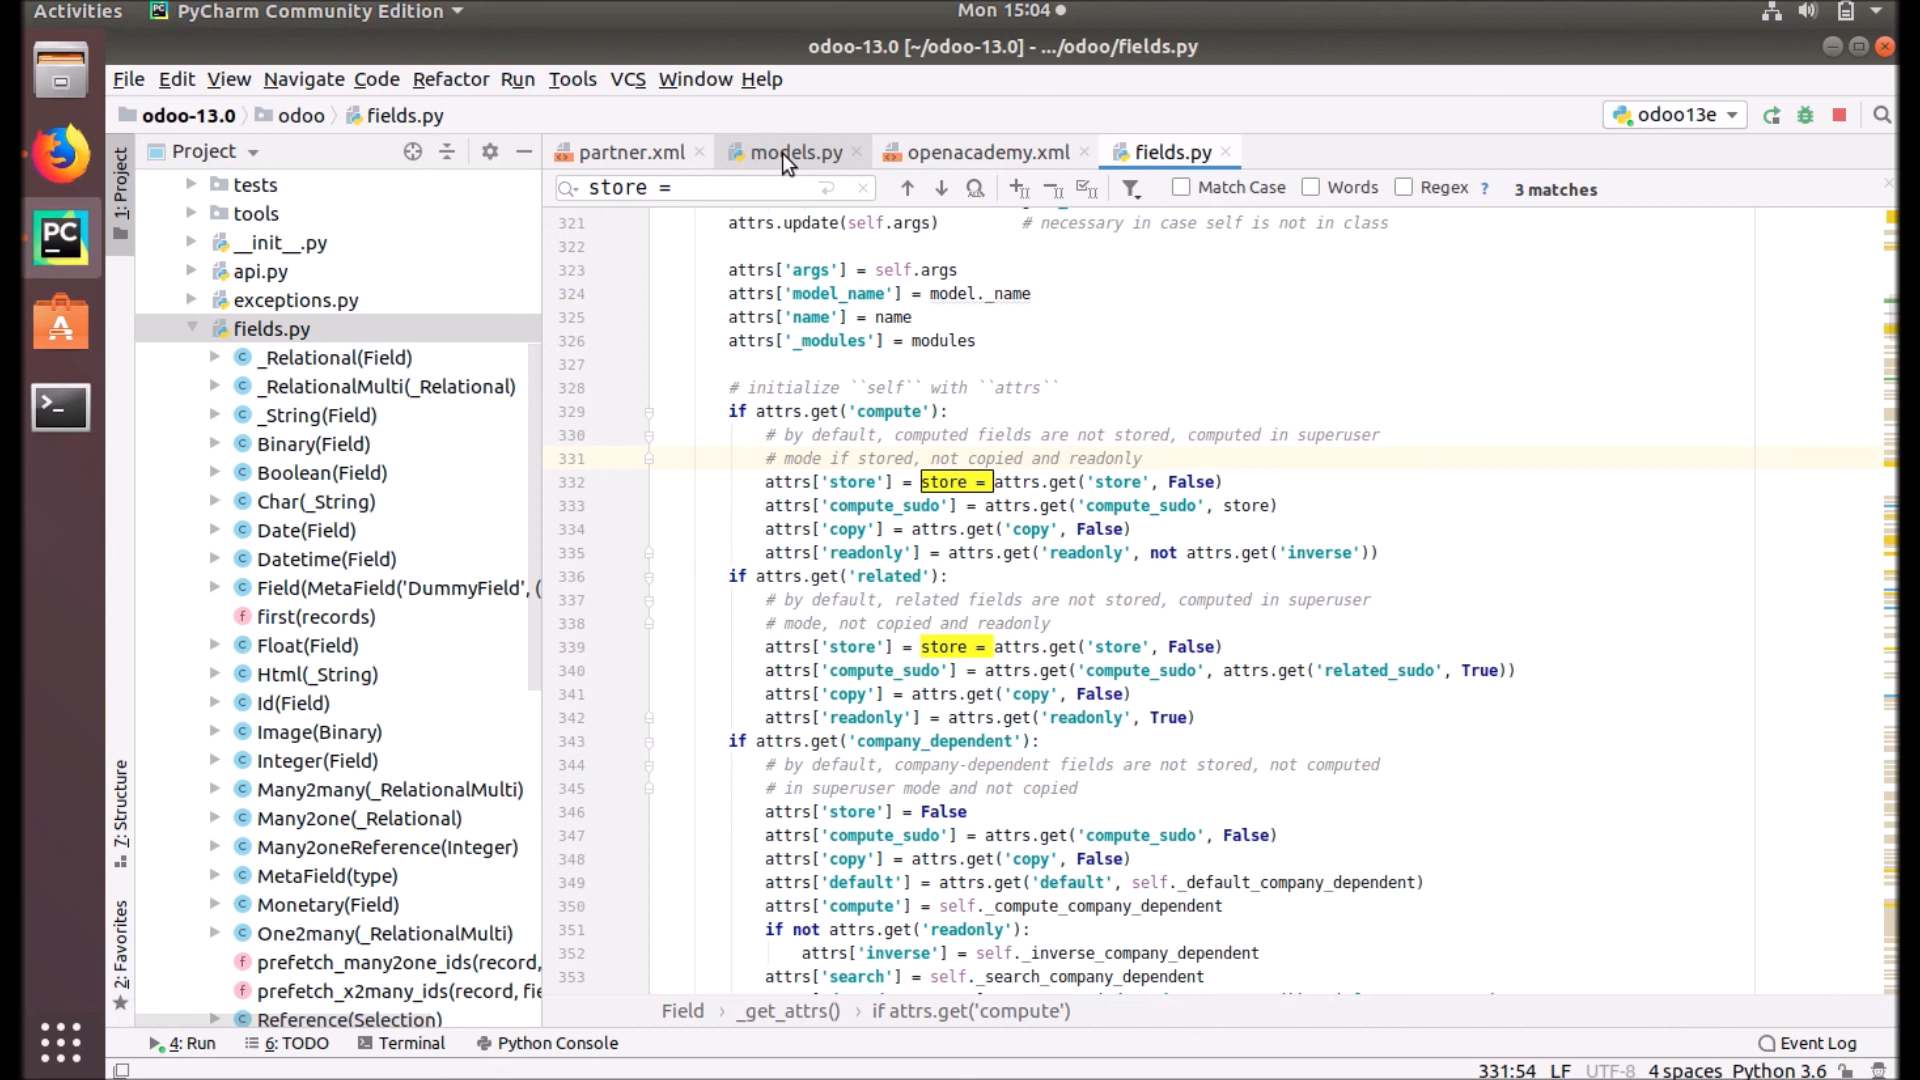 Activities
PyCharm Community Edition
Mon 15:04
odoo-13.0 [~/odoo-13.0] - .../odoo/fields.py
File Edit View Navigate Code Refactor Run Tools VCS Window Help
odoo-13.0 odoo fields.py
odoo13e
Project
partner.xml
models.py
openacademy.xml
fields.py
store =
Match Case
Words
Regex ?
3 matches
1: Project
7: Structure
2: Favorites
tests
tools
__init__.py
api.py
exceptions.py
fields.py
_Relational(Field)
_RelationalMulti(_Relational)
_String(Field)
Binary(Field)
Boolean(Field)
Char(_String)
Date(Field)
Datetime(Field)
Field(MetaField('DummyField', (
first(records)
Float(Field)
Html(_String)
Id(Field)
Image(Binary)
Integer(Field)
Many2many(_RelationalMulti)
Many2one(_Relational)
Many2oneReference(Integer)
MetaField(type)
Monetary(Field)
One2many(_RelationalMulti)
prefetch_many2one_ids(record,
prefetch_x2many_ids(record, fie
Reference(Selection)
321 attrs.update(self.args) # necessary in case self is not in class
322
323 attrs['args'] = self.args
324 attrs['model_name'] = model._name
325 attrs['name'] = name
326 attrs['_modules'] = modules
327
328 # initialize ``self`` with ``attrs``
329 if attrs.get('compute'):
330 # by default, computed fields are not stored, computed in superuser
331 # mode if stored, not copied and readonly
332 attrs['store'] = store = attrs.get('store', False)
333 attrs['compute_sudo'] = attrs.get('compute_sudo', store)
334 attrs['copy'] = attrs.get('copy', False)
335 attrs['readonly'] = attrs.get('readonly', not attrs.get('inverse'))
336 if attrs.get('related'):
337 # by default, related fields are not stored, computed in superuser
338 # mode, not copied and readonly
339 attrs['store'] = store = attrs.get('store', False)
340 attrs['compute_sudo'] = attrs.get('compute_sudo', attrs.get('related_sudo', True))
341 attrs['copy'] = attrs.get('copy', False)
342 attrs['readonly'] = attrs.get('readonly', True)
343 if attrs.get('company_dependent'):
344 # by default, company-dependent fields are not stored, not computed
345 # in superuser mode and not copied
346 attrs['store'] = False
347 attrs['compute_sudo'] = attrs.get('compute_sudo', False)
348 attrs['copy'] = attrs.get('copy', False)
349 attrs['default'] = attrs.get('default', self._default_company_dependent)
350 attrs['compute'] = self._compute_company_dependent
351 if not attrs.get('readonly'):
352 attrs['inverse'] = self._inverse_company_dependent
353 attrs['search'] = self._search_company_dependent
Field › _get_attrs() › if attrs.get('compute')
4: Run
6: TODO
Terminal
Python Console
Event Log
331:54 LF UTF-8 4 spaces Python 3.6